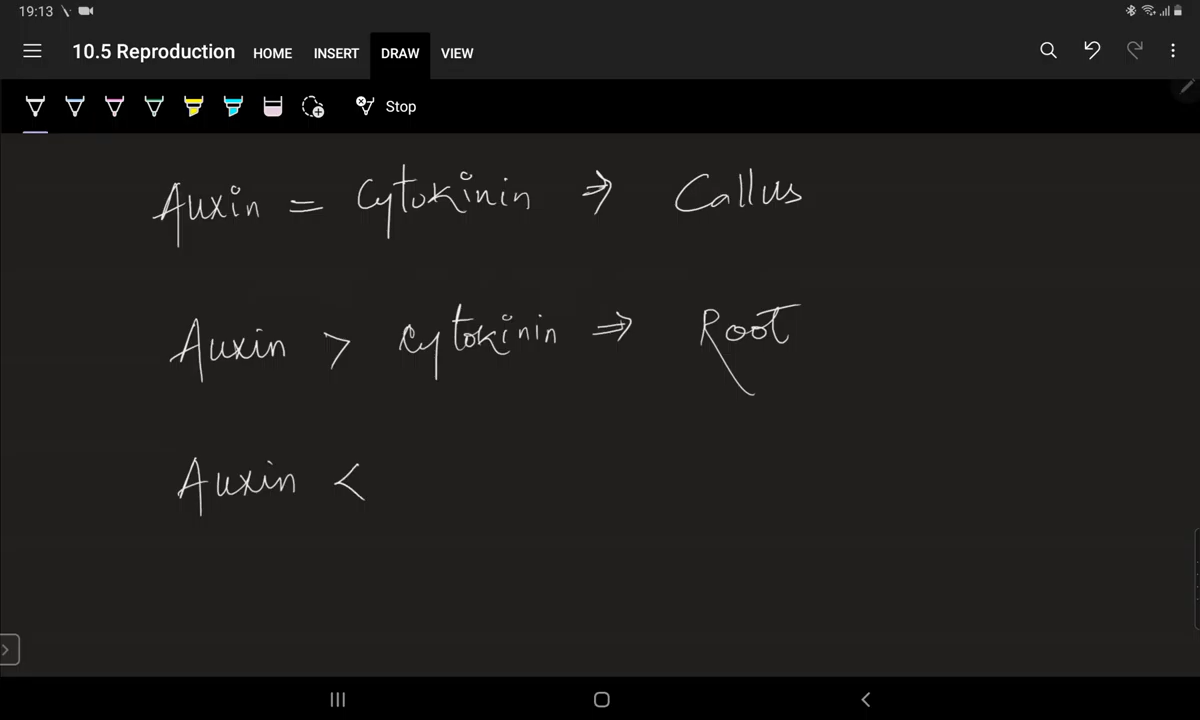 19:13
10.5 Reproduction HOME INSERT DRAW VIEW
Stop
Auxin = Cytokinin ⇒ Callus
Auxin > Cytokinin ⇒ Root
Auxin <